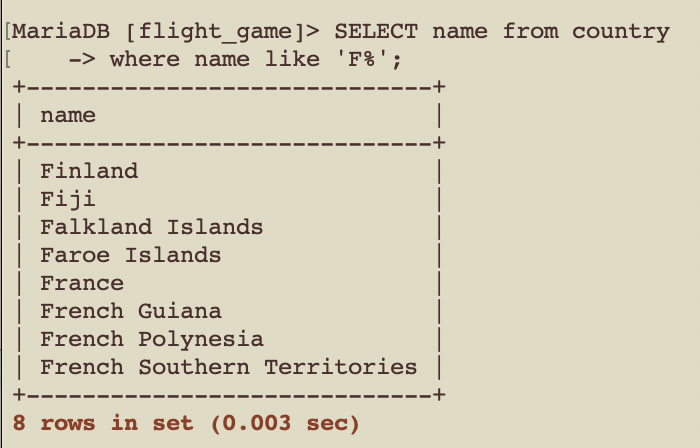 [MariaDB [flight_game]> SELECT name from country
[    -> where name like 'F%';
+-----------------------------+
| name                        |
+-----------------------------+
| Finland                     |
| Fiji                        |
| Falkland Islands            |
| Faroe Islands               |
| France                      |
| French Guiana               |
| French Polynesia            |
| French Southern Territories |
+-----------------------------+
8 rows in set (0.003 sec)